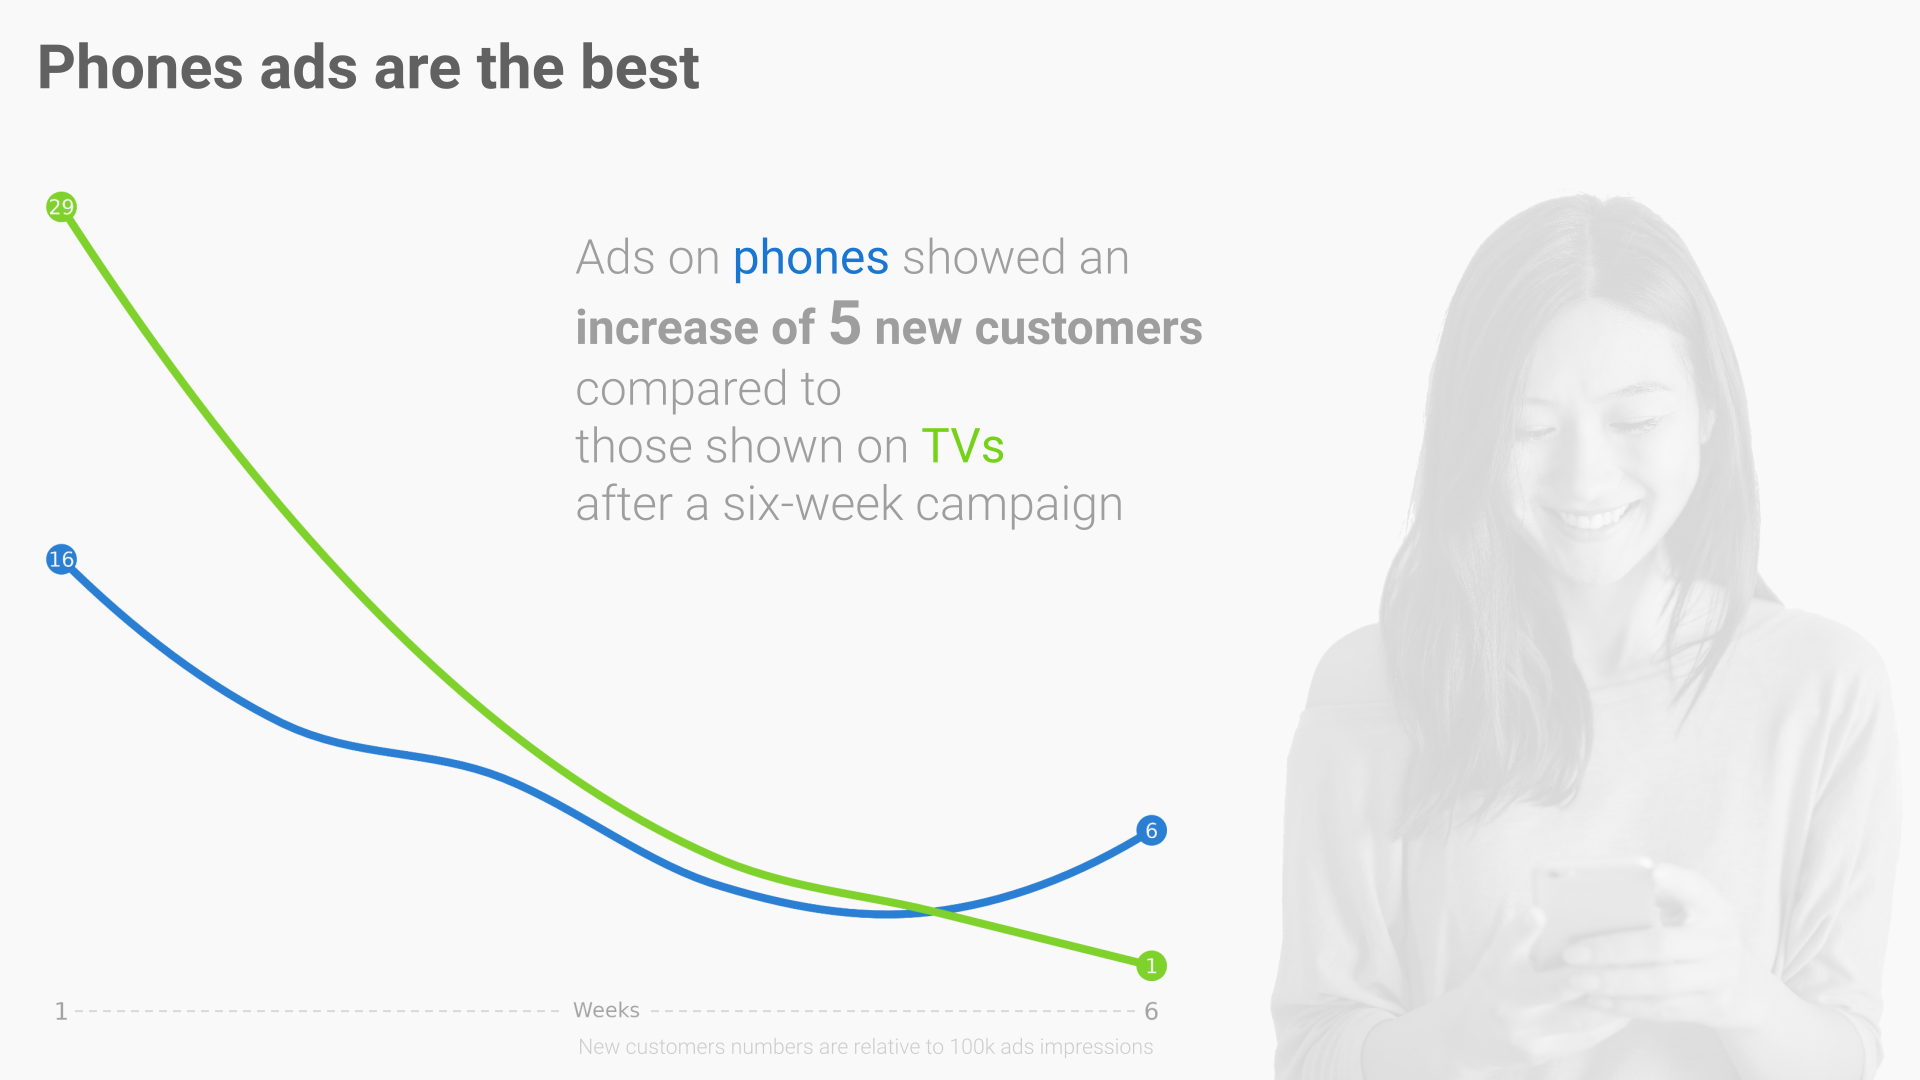 Phones ads are the best
29
Ads on phones showed an
increase of 5 new customers
compared to
those shown on TVs
after a six-week campaign
16
6
1
1 Weeks 6
New customers numbers are relative to 100k ads impressions